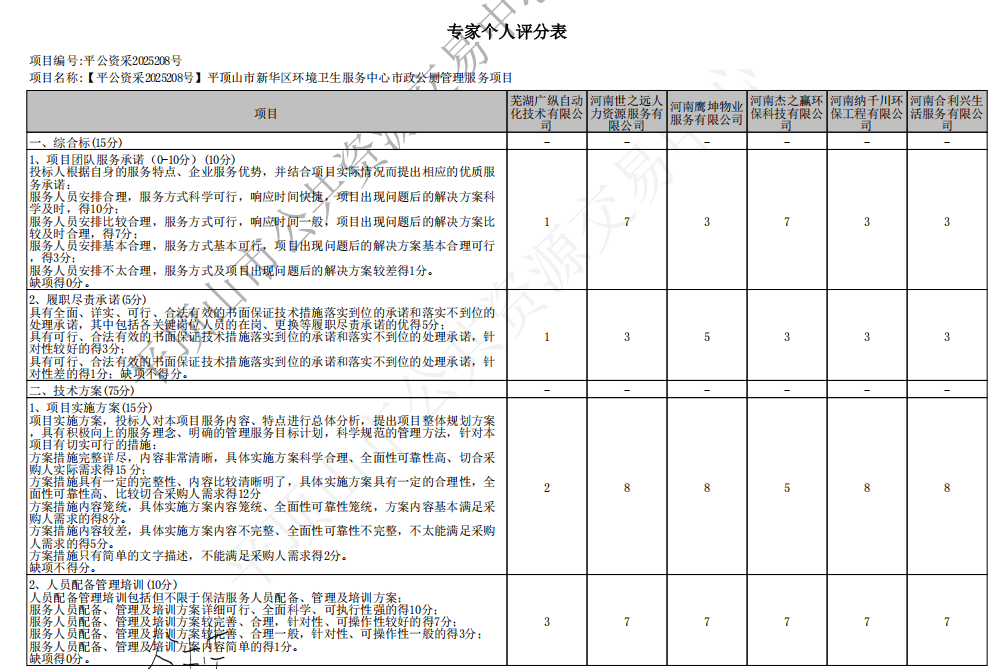 专家个人评分表
项目编号:平公资采2025208号
项目名称:【平公资采2025208号】平顶山市新华区环境卫生服务中心市政公厕管理服务项目
项目 芜湖广纵自动化技术有限公司 河南世之远人力资源服务有限公司 河南鹰坤物业服务有限公司 河南杰之赢环保科技有限公司 河南纳千川环保工程有限公司 河南合利兴生活服务有限公司
一、综合标(15分) - - - - - -
1、项目团队服务承诺（0-10分）(10分)
投标人根据自身的服务特点、企业服务优势，并结合项目实际情况而提出相应的优质服
务承诺：
服务人员安排合理，服务方式科学可行，响应时间快捷，项目出现问题后的解决方案科
学及时，得10分；
服务人员安排比较合理，服务方式可行，响应时间一般，项目出现问题后的解决方案比
较及时合理，得7分；
服务人员安排基本合理，服务方式基本可行，项目出现问题后的解决方案基本合理可行
，得3分；
服务人员安排不太合理，服务方式及项目出现问题后的解决方案较差得1分。
缺项得0分。
1 7 3 7 3 3
2、履职尽责承诺(5分)
具有全面、详实、可行、合法有效的书面保证技术措施落实到位的承诺和落实不到位的
处理承诺，其中包括各关键岗位人员的在岗、更换等履职尽责承诺的优得5分；
具有可行、合法有效的书面保证技术措施落实到位的承诺和落实不到位的处理承诺，针
对性较好的得3分；
具有可行、合法有效的书面保证技术措施落实到位的承诺和落实不到位的处理承诺，针
对性差的得1分；缺项不得分。
1 3 5 3 3 3
二、技术方案(75分) - - - - - -
1、项目实施方案(15分)
项目实施方案，投标人对本项目服务内容、特点进行总体分析，提出项目整体规划方案
，具有积极向上的服务理念、明确的管理服务目标计划，科学规范的管理方法，针对本
项目有切实可行的措施：
方案措施完整详尽，内容非常清晰，具体实施方案科学合理、全面性可靠性高、切合采
购人实际需求得15 分；
方案措施具有一定的完整性、内容比较清晰明了，具体实施方案具有一定的合理性，全
面性可靠性高、比较切合采购人需求得12分
方案措施内容笼统，具体实施方案内容笼统、全面性可靠性笼统，方案内容基本满足采
购人需求的得8分。
方案措施内容较差，具体实施方案内容不完整、全面性可靠性不完整，不太能满足采购
人需求的得5分。
方案措施只有简单的文字描述，不能满足采购人需求得2分。
缺项不得分。
2 8 8 5 8 8
2、人员配备管理培训(10分)
人员配备管理培训包括但不限于保洁服务人员配备、管理及培训方案；
服务人员配备、管理及培训方案详细可行、全面科学、可执行性强的得10分；
服务人员配备、管理及培训方案较完善、合理，针对性、可操作性较好的得7分；
服务人员配备、管理及培训方案较完善、合理一般，针对性、可操作性一般的得3分；
服务人员配备、管理及培训方案内容简单的得1分。
缺项得0分。
3 7 7 7 7 7
平顶山市公共资源交易中心
平顶山市公共资源交易中心